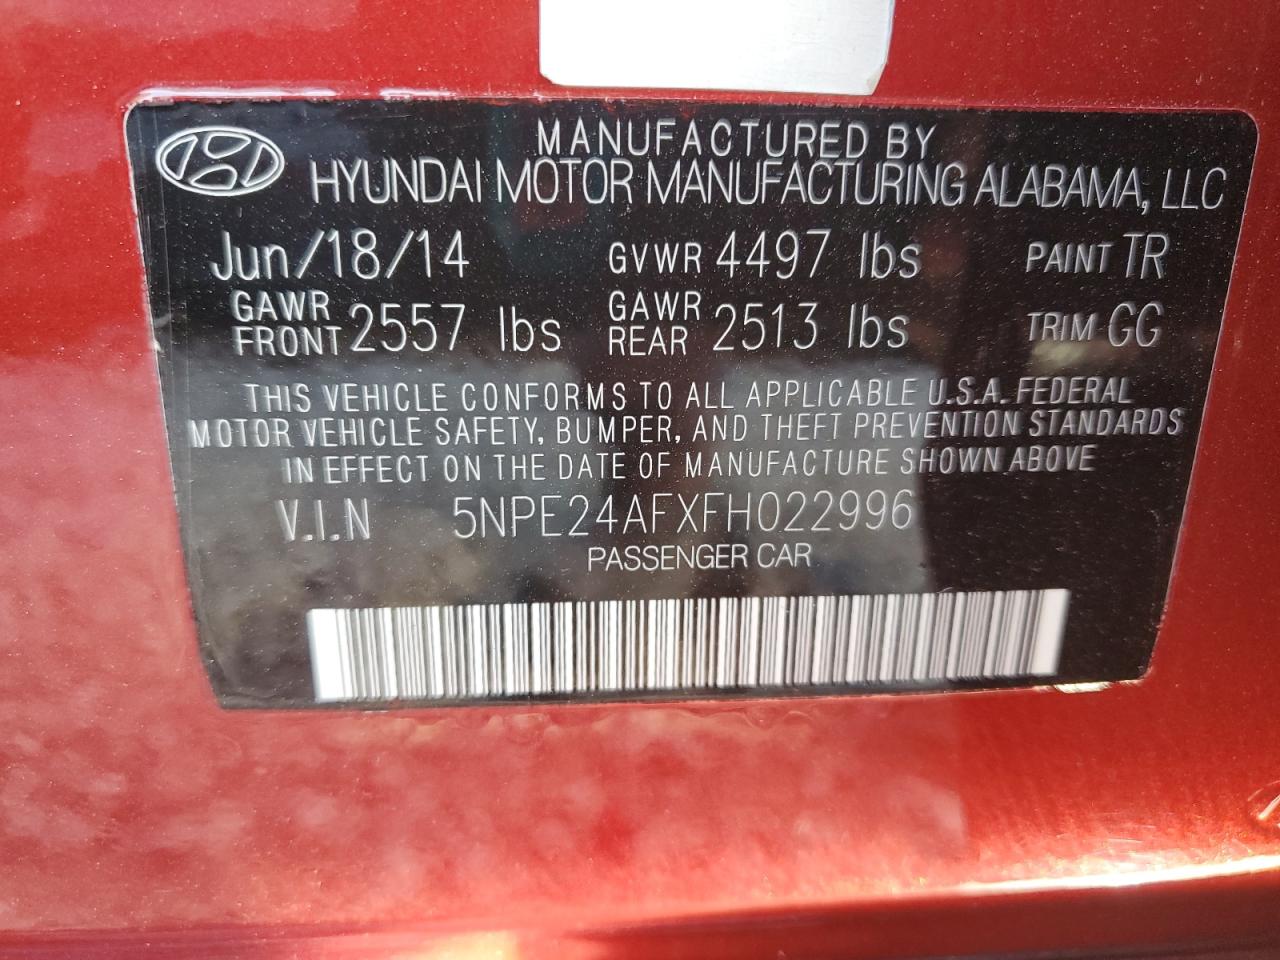 MANUFACTURED BY
HYUNDAI MOTOR MANUFACTURING ALABAMA, LLC
Jun/18/14 GVWR 4497 lbs PAINT TR
GAWR FRONT 2557 lbs GAWR REAR 2513 lbs TRIM GG
THIS VEHICLE CONFORMS TO ALL APPLICABLE U.S.A. FEDERAL
MOTOR VEHICLE SAFETY, BUMPER, AND THEFT PREVENTION STANDARDS
IN EFFECT ON THE DATE OF MANUFACTURE SHOWN ABOVE
V.I.N 5NPE24AFXFH022996
PASSENGER CAR